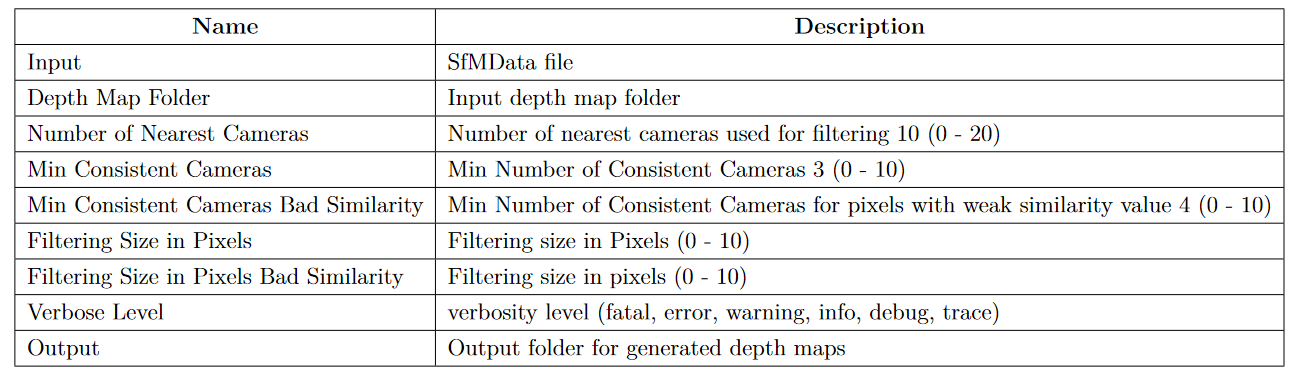 Name Description
Input SfMData file
Depth Map Folder Input depth map folder
Number of Nearest Cameras Number of nearest cameras used for filtering 10 (0 - 20)
Min Consistent Cameras Min Number of Consistent Cameras 3 (0 - 10)
Min Consistent Cameras Bad Similarity Min Number of Consistent Cameras for pixels with weak similarity value 4 (0 - 10)
Filtering Size in Pixels Filtering size in Pixels (0 - 10)
Filtering Size in Pixels Bad Similarity Filtering size in pixels (0 - 10)
Verbose Level verbosity level (fatal, error, warning, info, debug, trace)
Output Output folder for generated depth maps